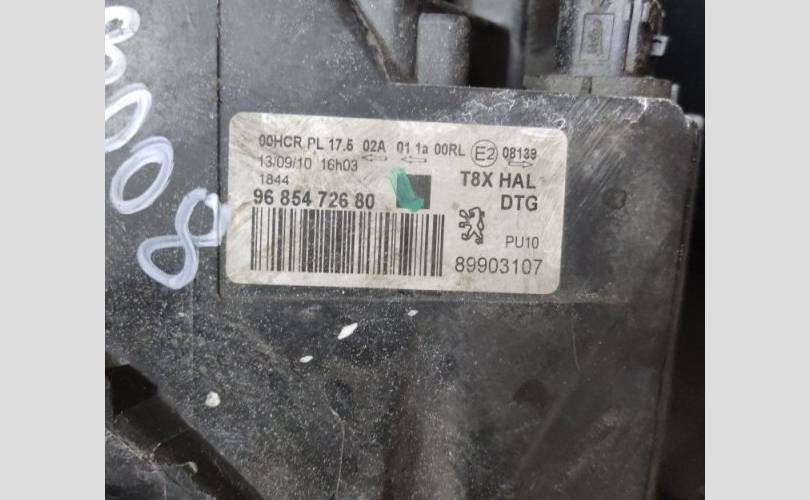 3008
00HCR PL 17.5 02A 01 1a 00RL E2 08139
13/09/10 16h03
1844
T8X HAL
96 854 726 80
DTG
PU10
89903107
8